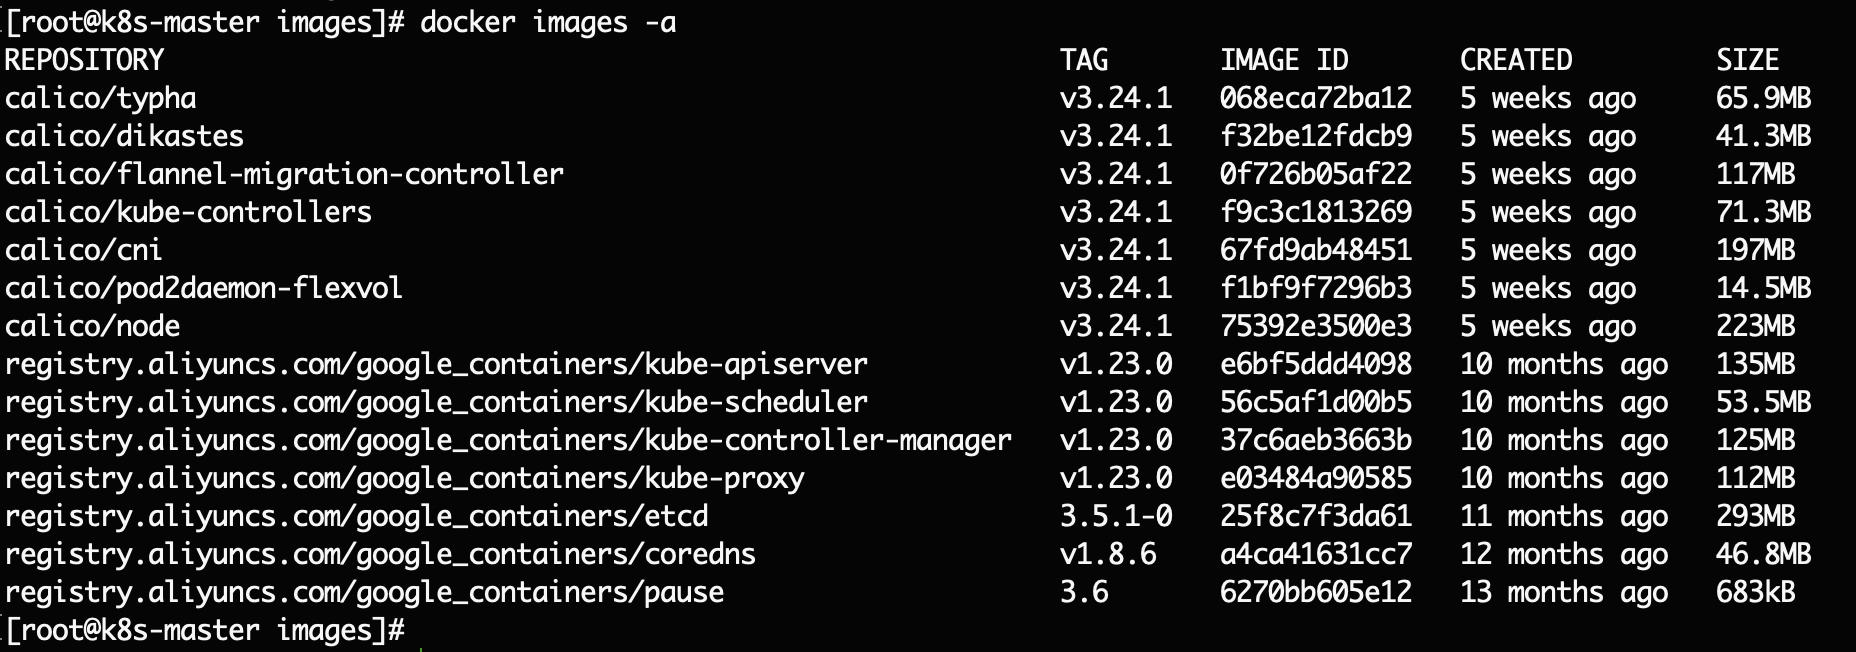 [root@k8s-master images]# docker images -a
REPOSITORY TAG IMAGE ID CREATED SIZE
calico/typha v3.24.1 068eca72ba12 5 weeks ago 65.9MB
calico/dikastes v3.24.1 f32be12fdcb9 5 weeks ago 41.3MB
calico/flannel-migration-controller v3.24.1 0f726b05af22 5 weeks ago 117MB
calico/kube-controllers v3.24.1 f9c3c1813269 5 weeks ago 71.3MB
calico/cni v3.24.1 67fd9ab48451 5 weeks ago 197MB
calico/pod2daemon-flexvol v3.24.1 f1bf9f7296b3 5 weeks ago 14.5MB
calico/node v3.24.1 75392e3500e3 5 weeks ago 223MB
registry.aliyuncs.com/google_containers/kube-apiserver v1.23.0 e6bf5ddd4098 10 months ago 135MB
registry.aliyuncs.com/google_containers/kube-scheduler v1.23.0 56c5af1d00b5 10 months ago 53.5MB
registry.aliyuncs.com/google_containers/kube-controller-manager v1.23.0 37c6aeb3663b 10 months ago 125MB
registry.aliyuncs.com/google_containers/kube-proxy v1.23.0 e03484a90585 10 months ago 112MB
registry.aliyuncs.com/google_containers/etcd 3.5.1-0 25f8c7f3da61 11 months ago 293MB
registry.aliyuncs.com/google_containers/coredns v1.8.6 a4ca41631cc7 12 months ago 46.8MB
registry.aliyuncs.com/google_containers/pause 3.6 6270bb605e12 13 months ago 683kB
[root@k8s-master images]#